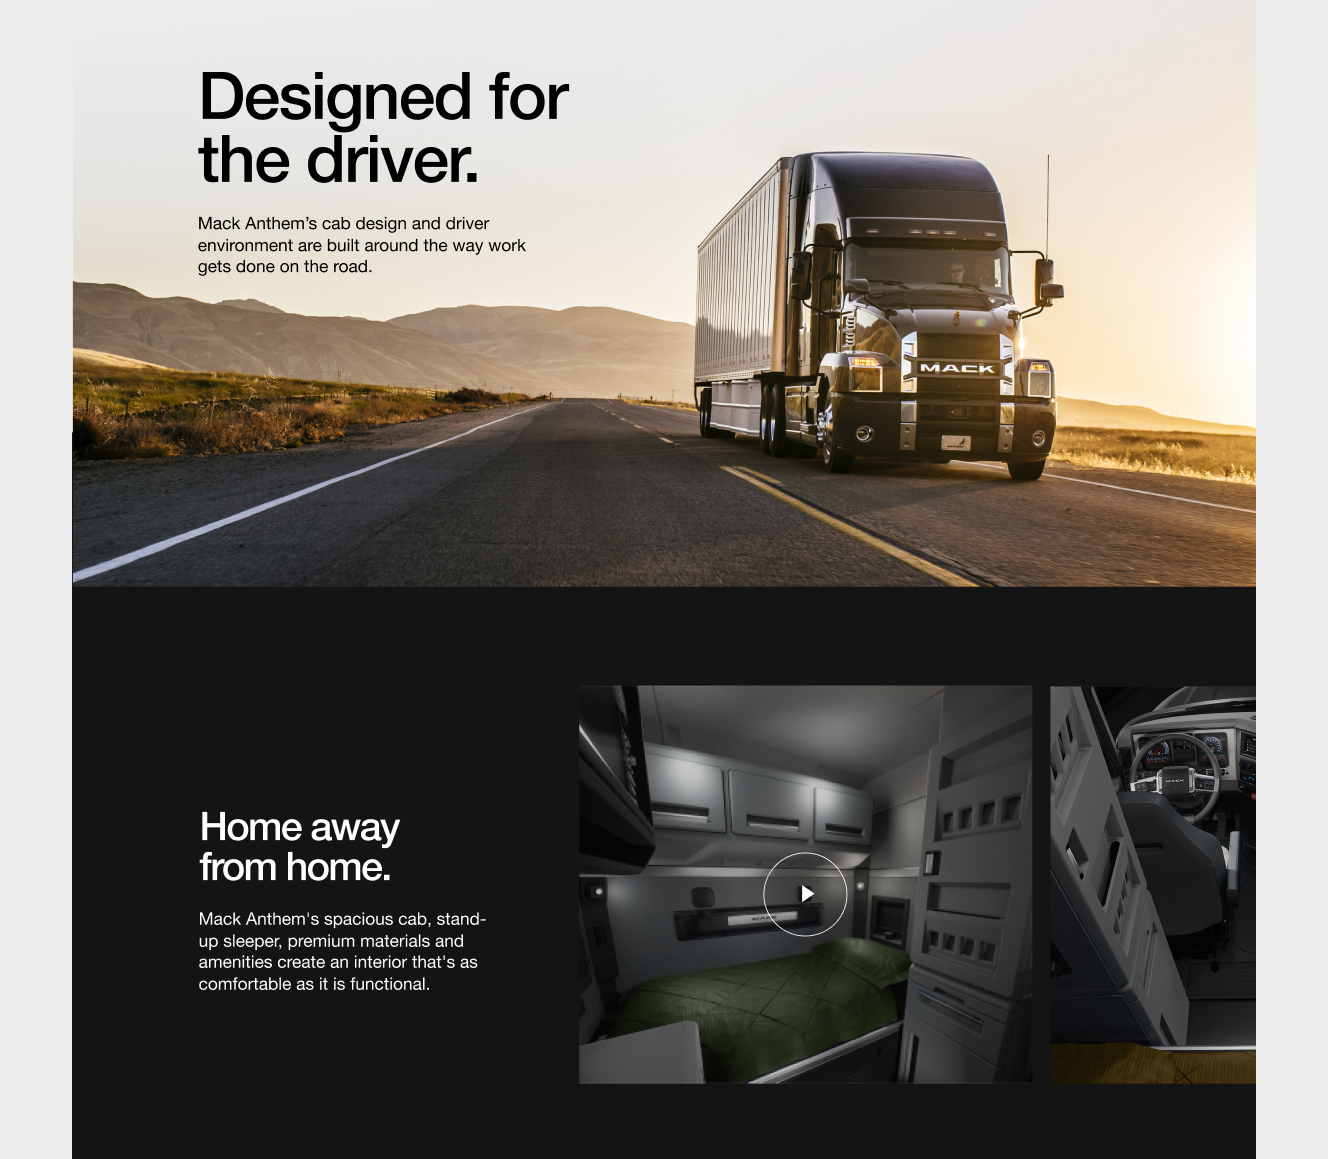 Designed for
the driver.
Mack Anthem’s cab design and driver
environment are built around the way work
gets done on the road.
MACK
Home away
from home.
Mack Anthem's spacious cab, stand-
up sleeper, premium materials and
amenities create an interior that's as
comfortable as it is functional.
MACK
MACK